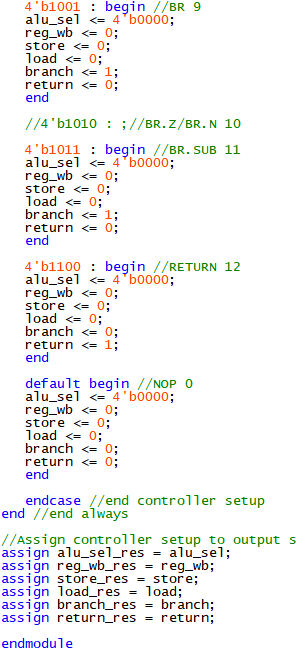 4'b1001 : begin //BR 9
alu_sel <= 4'b0000;
reg_wb <= 0;
store <= 0;
load <= 0;
branch <= 1;
return <= 0;
end
//4'b1010 : ;//BR.Z/BR.N 10
4'b1011 : begin //BR.SUB 11
alu_sel <= 4'b0000;
reg_wb <= 0;
store <= 0;
load <= 0;
branch <= 1;
return <= 0;
end
4'b1100 : begin //RETURN 12
alu_sel <= 4'b0000;
reg_wb <= 0;
store <= 0;
load <= 0;
branch <= 0;
return <= 1;
end
default begin //NOP 0
alu_sel <= 4'b0000;
reg_wb <= 0;
store <= 0;
load <= 0;
branch <= 0;
return <= 0;
end
endcase //end controller setup
end //end always
//Assign controller setup to output s
assign alu_sel_res = alu_sel;
assign reg_wb_res = reg_wb;
assign store_res = store;
assign load_res = load;
assign branch_res = branch;
assign return_res = return;
endmodule